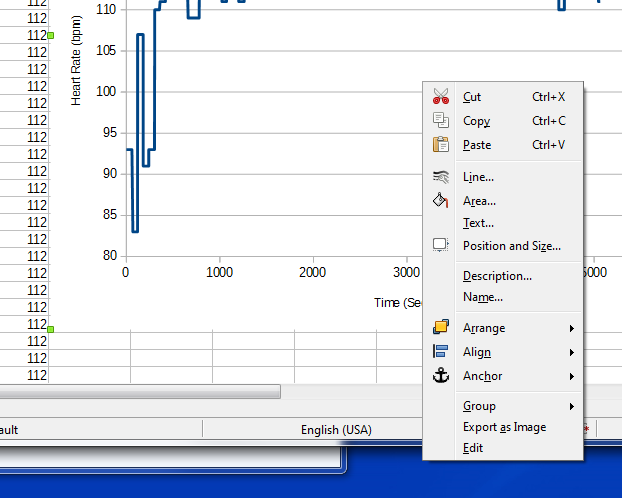 112
110
112
112
105
112
112
100
112
112
95
112
112
90
112
112
85
112
112
80
112
0 1000 2000 3000 5000
112
112
112
112
112
112
112
112
Heart Rate (bpm)
Time (Se
Cut Ctrl+X
Copy Ctrl+C
Paste Ctrl+V
Line...
Area...
Text...
Position and Size...
Description...
Name...
Arrange
Align
Anchor
Group
Export as Image
Edit
ault
English (USA)
*